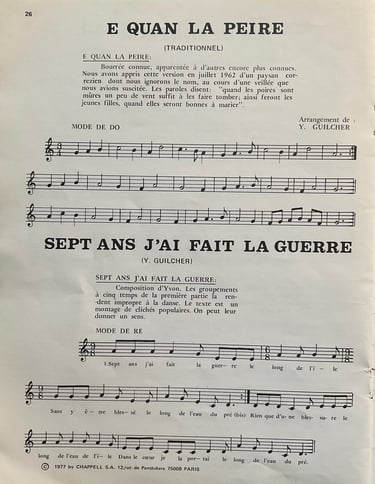 26
E QUAN LA PEIRE
(TRADITIONNEL)
E QUAN LA PEIRE:
Bourrée connue, apparentée à d'autres encore plus connues.
Nous avons appris cette version en juillet 1962 d'un paysan cor-
rezien dont nous ignorons le nom, au cours d'une veillée que
nous avions suscitée. Les paroles disent: "quand les poires sont
mûres un peu de vent suffit à les faire tomber; ainsi feront les
jeunes filles, quand elles seront bonnes à marier".
Arrangement de :
Y. GUILCHER
MODE DE DO
SEPT ANS J'AI FAIT LA GUERRE
(Y. GUILCHER)
SEPT ANS J'AI FAIT LA GUERRE:
Composition d'Yvon. Les groupements
à cinq temps de la première partie la ren-
dent impropre à la danse. Le texte est un
montage de clichés populaires. On peut leur
donner un sens.
MODE DE RE
1.Sept ans j'ai fait la guer-- re le long de l'î- le
Sans y ê- tre bles- sé le long de l'eau du pré (bis) Rien que d'u- ne bles- su- re le
long de l'eau de l'î- le Dans le cœur je la por- tai le long de l'eau du pré.
© 1977 by CHAPPELL S.A. 12, rue de Penthièvre 75008 PARIS